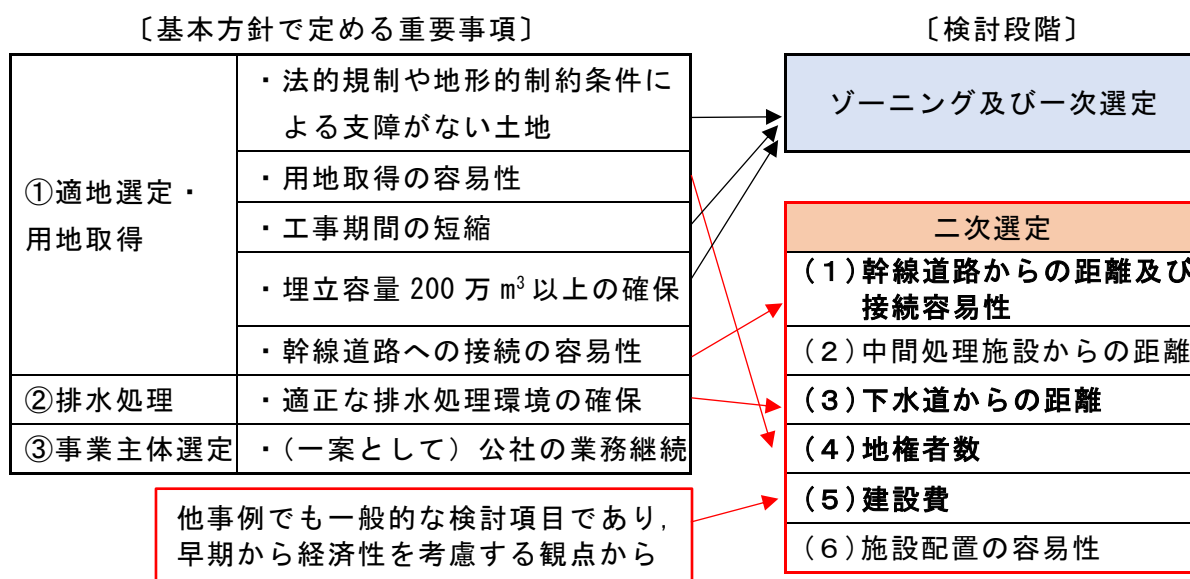 〔基本方針で定める重要事項〕
〔検討段階〕
①適地選定・
用地取得
・法的規制や地形的制約条件に
よる支障がない土地
・用地取得の容易性
・工事期間の短縮
・埋立容量 200 万 m³以上の確保
・幹線道路への接続の容易性
②排水処理
・適正な排水処理環境の確保
③事業主体選定
・(一案として) 公社の業務継続
他事例でも一般的な検討項目であり,
早期から経済性を考慮する観点から
ゾーニング及び一次選定
二次選定
(1)幹線道路からの距離及び
接続容易性
(2)中間処理施設からの距離
(3)下水道からの距離
(4)地権者数
(5)建設費
(6)施設配置の容易性